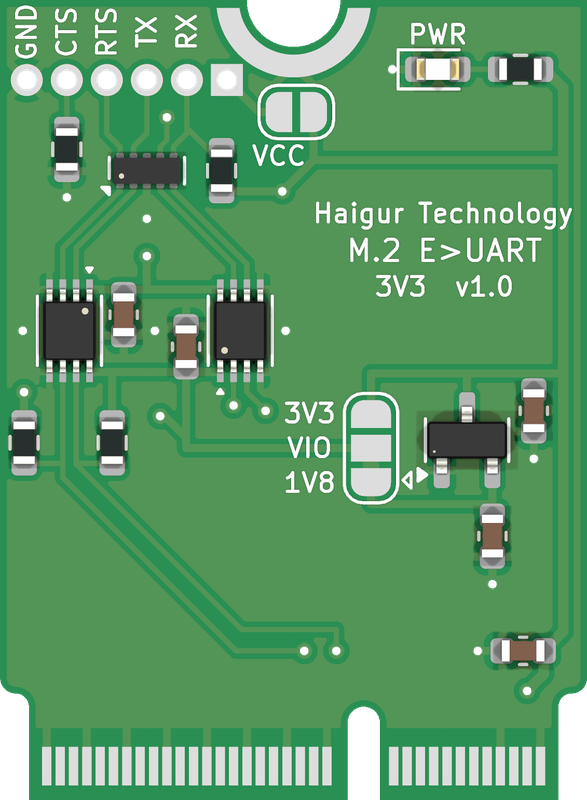 GND
CTS
RTS
TX
RX
PWR
VCC
Haigur Technology
M.2 E>UART
3V3 v1.0
3V3
VIO
1V8